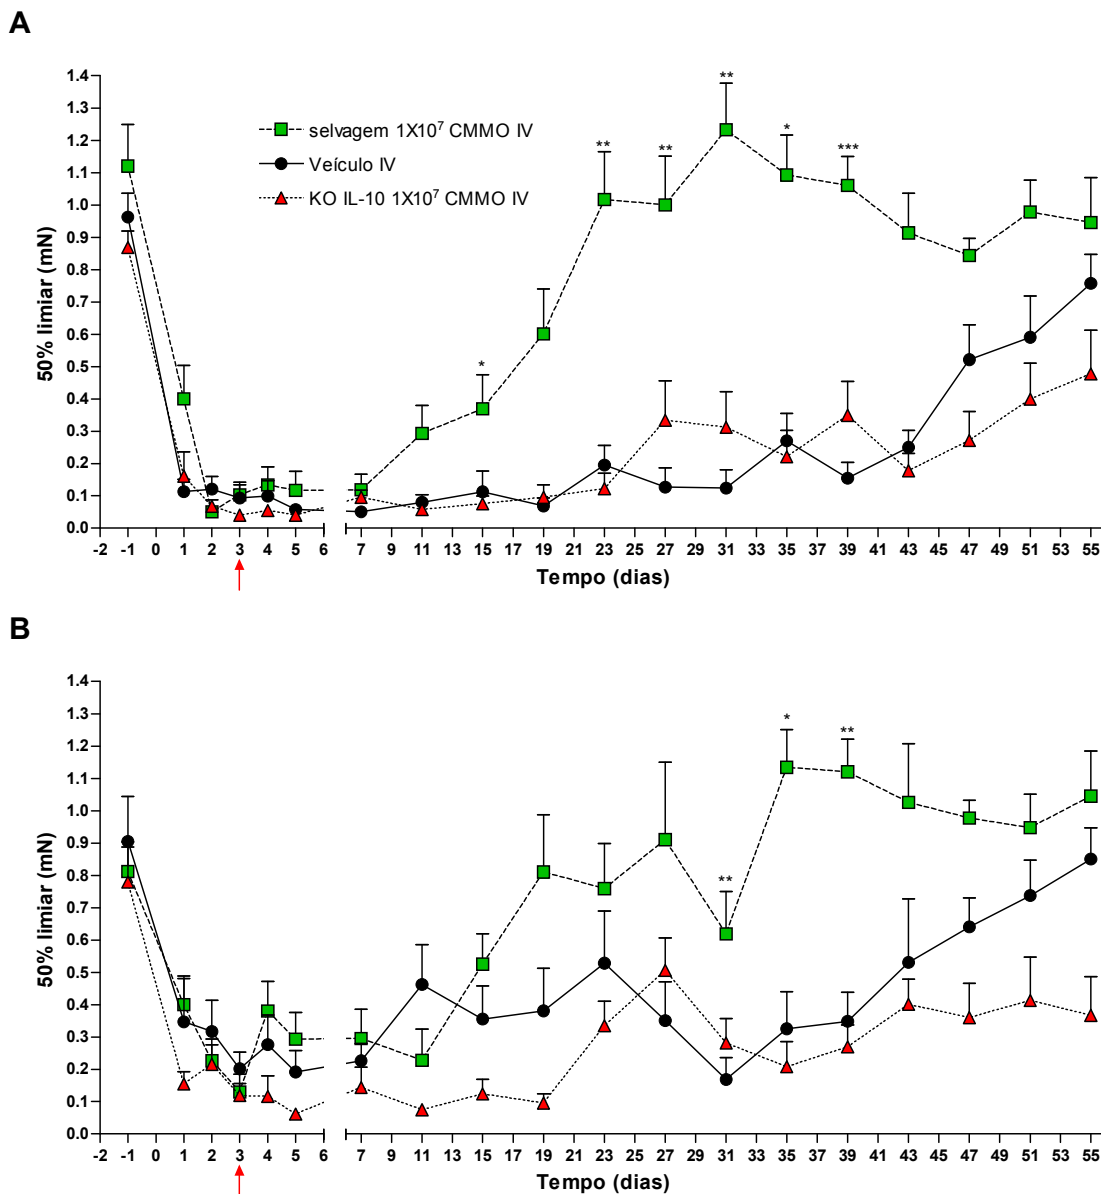 A
1.4
1.3
1.2
1.1
1.0
0.9
0.8
0.7
0.6
0.5
0.4
0.3
0.2
0.1
0.0
50% limiar (mN)
selvagem 1X10⁷ CMMO IV
Veículo IV
KO IL-10 1X10⁷ CMMO IV
* ** ** ** * ***
-2 -1 0 1 2 3 4 5 6 7 9 11 13 15 17 19 21 23 25 27 29 31 33 35 37 39 41 43 45 47 49 51 53 55
Tempo (dias)
B
1.4
1.3
1.2
1.1
1.0
0.9
0.8
0.7
0.6
0.5
0.4
0.3
0.2
0.1
0.0
50% limiar (mN)
** * **
-2 -1 0 1 2 3 4 5 6 7 9 11 13 15 17 19 21 23 25 27 29 31 33 35 37 39 41 43 45 47 49 51 53 55
Tempo (dias)